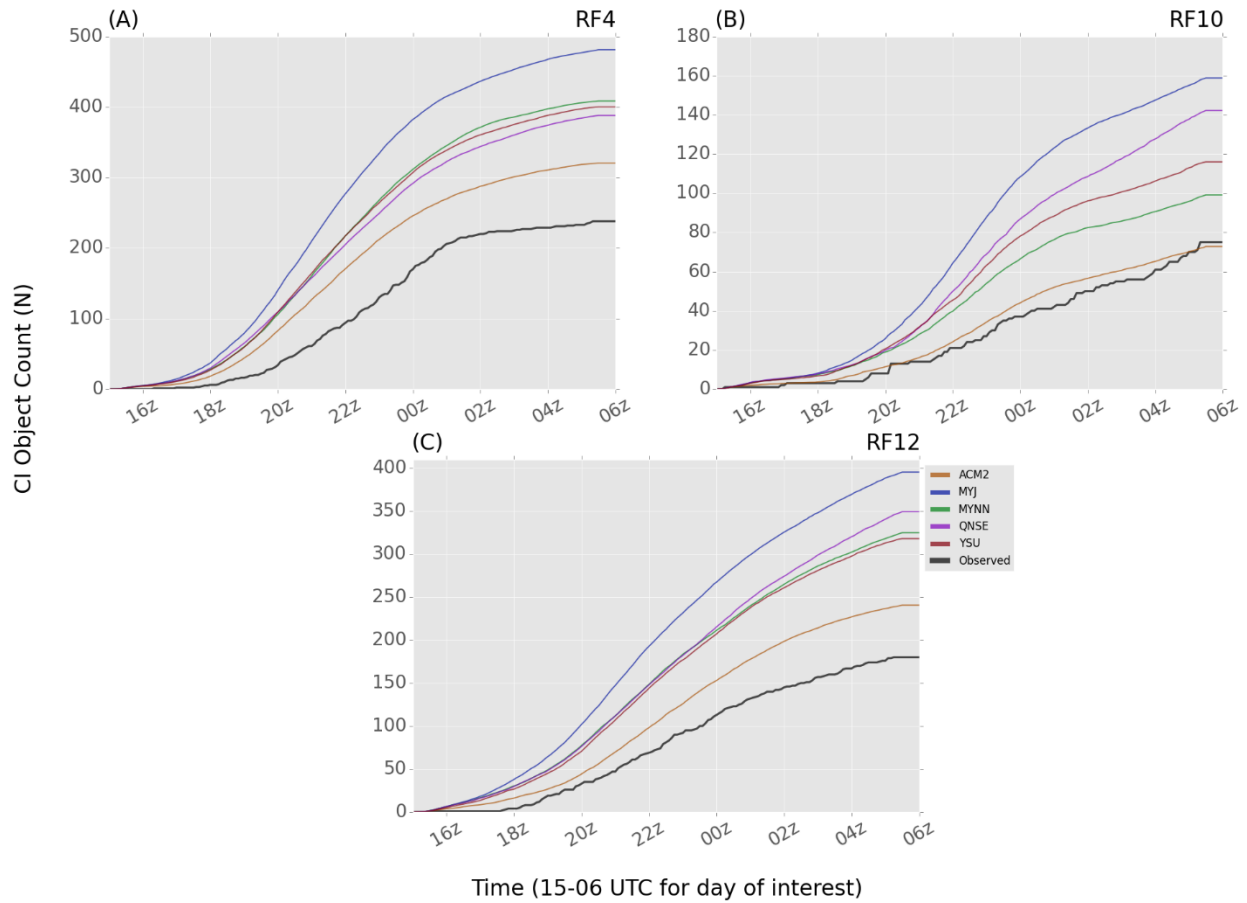 (A) RF4
500
400
300
200
100
0
16z 18z 20z 22z 00z 02z 04z 06z
(B) RF10
180
160
140
120
100
80
60
40
20
0
16z 18z 20z 22z 00z 02z 04z 06z
CI Object Count (N)
(C) RF12
400
350
300
250
200
150
100
50
0
16z 18z 20z 22z 00z 02z 04z 06z
ACM2
MYJ
MYNN
QNSE
YSU
Observed
Time (15-06 UTC for day of interest)